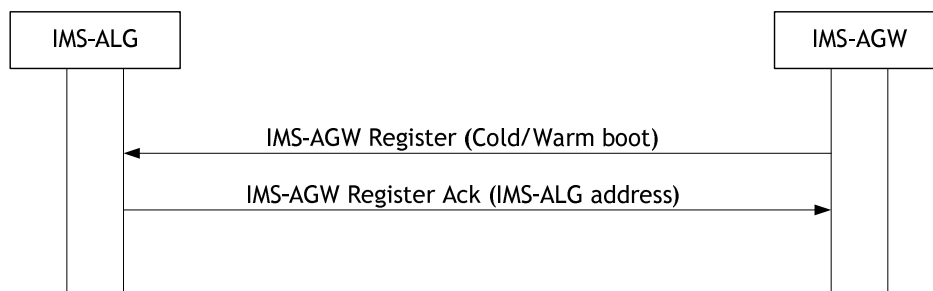 IMS-ALG
IMS-AGW
IMS-AGW Register (Cold/Warm boot)
IMS-AGW Register Ack (IMS-ALG address)